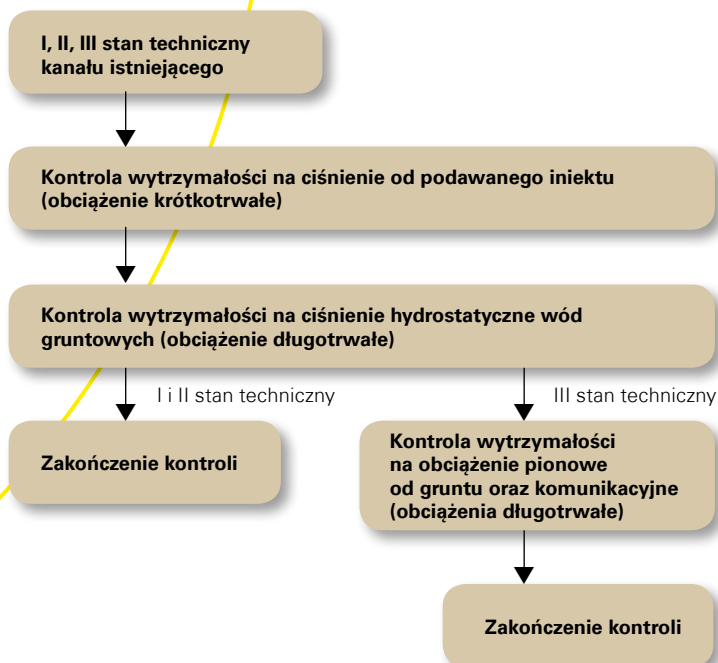 I, II, III stan techniczny
kanału istniejącego
Kontrola wytrzymałości na ciśnienie od podawanego iniektu
(obciążenie krótkotrwałe)
Kontrola wytrzymałości na ciśnienie hydrostatyczne wód
gruntowych (obciążenie długotrwałe)
I i II stan techniczny
III stan techniczny
Zakończenie kontroli
Kontrola wytrzymałości
na obciążenie pionowe
od gruntu oraz komunikacyjne
(obciążenia długotrwałe)
Zakończenie kontroli